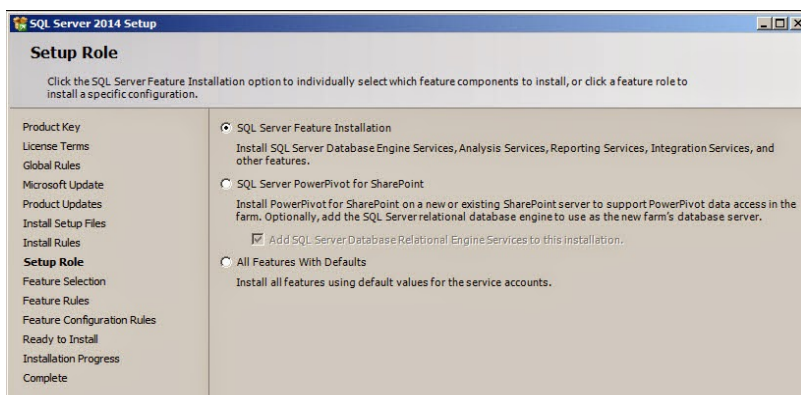 SQL Server 2014 Setup
Setup Role
Click the SQL Server Feature Installation option to individually select which feature components to install, or click a feature role to
install a specific configuration.
Product Key
License Terms
Global Rules
Microsoft Update
Product Updates
Install Setup Files
Install Rules
Setup Role
Feature Selection
Feature Rules
Feature Configuration Rules
Ready to Install
Installation Progress
Complete
SQL Server Feature Installation
Install SQL Server Database Engine Services, Analysis Services, Reporting Services, Integration Services, and
other features.
SQL Server PowerPivot for SharePoint
Install PowerPivot for SharePoint on a new or existing SharePoint server to support PowerPivot data access in the
farm. Optionally, add the SQL Server relational database engine to use as the new farm's database server.
Add SQL Server Database Relational Engine Services to this installation.
All Features With Defaults
Install all features using default values for the service accounts.